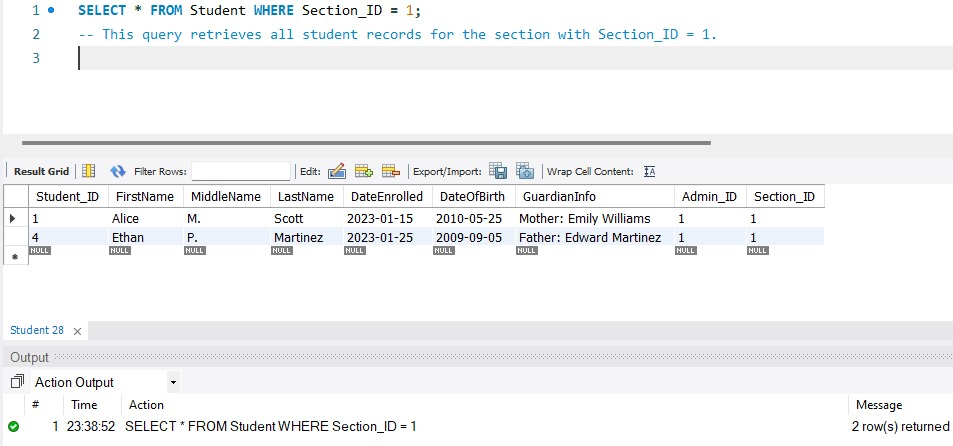 1 SELECT * FROM Student WHERE Section_ID = 1;
2 -- This query retrieves all student records for the section with Section_ID = 1.
3
Result Grid Filter Rows: Edit: Export/Import: Wrap Cell Content:
Student_ID FirstName MiddleName LastName DateEnrolled DateOfBirth GuardianInfo Admin_ID Section_ID
1 Alice M. Scott 2023-01-15 2010-05-25 Mother: Emily Williams 1 1
4 Ethan P. Martinez 2023-01-25 2009-09-05 Father: Edward Martinez 1 1
NULL NULL NULL NULL NULL NULL NULL NULL NULL
Student 28
Output
Action Output
# Time Action Message
1 23:38:52 SELECT * FROM Student WHERE Section_ID = 1 2 row(s) returned